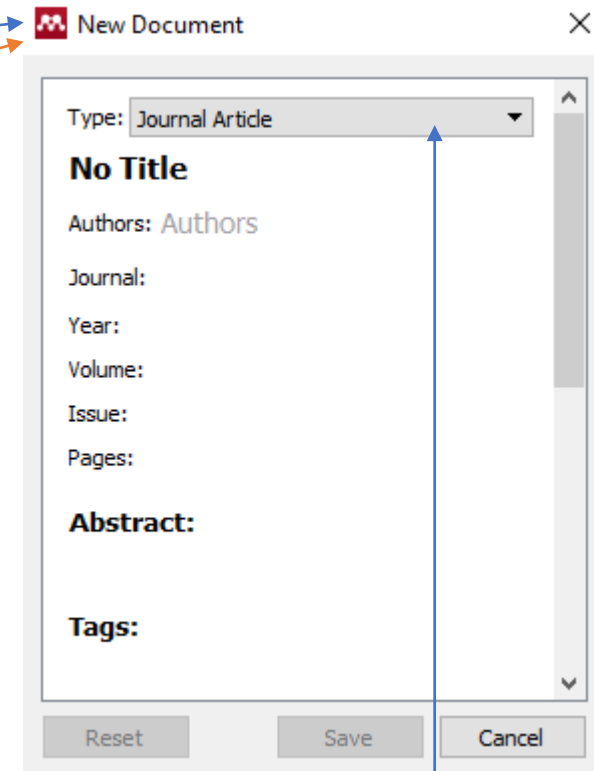 New Document
Type: Journal Article
No Title
Authors: Authors
Journal:
Year:
Volume:
Issue:
Pages:
Abstract:
Tags:
Reset Save Cancel